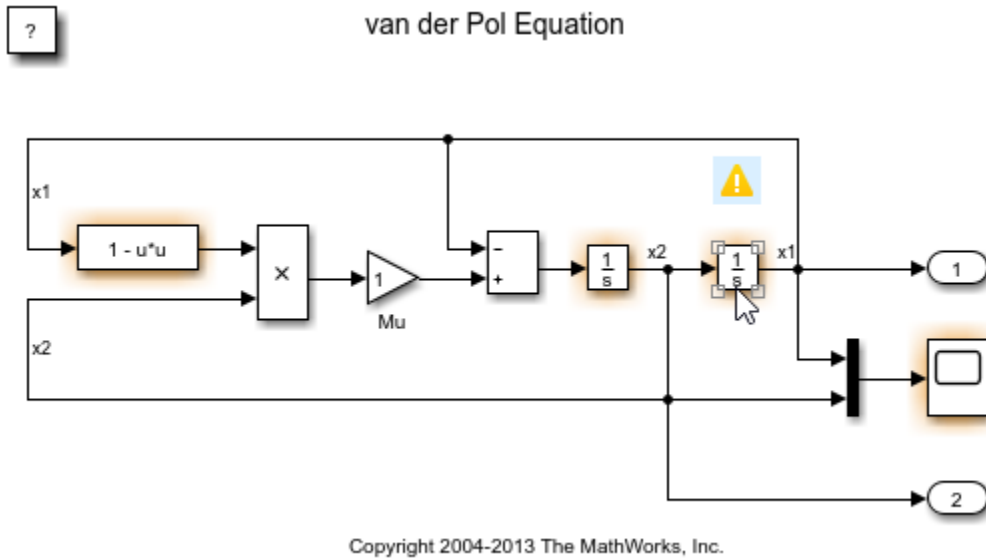 ?
van der Pol Equation
x1
1 - u*u
×
1
Mu
−
+
1
s
x2
1
s
x1
1
x2
2
Copyright 2004-2013 The MathWorks, Inc.